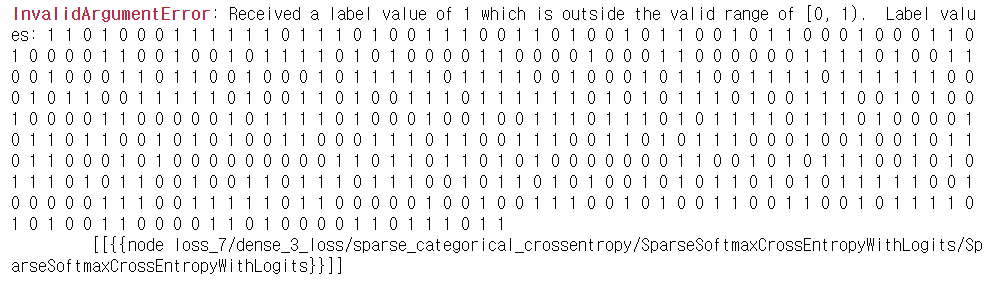 InvalidArgumentError: Received a label value of 1 which is outside the valid range of [0, 1).  Label valu
es: 1 1 0 1 0 0 0 1 1 1 1 1 1 0 1 1 1 0 1 0 0 1 1 1 0 0 1 1 0 1 0 0 1 0 1 1 0 0 1 0 1 1 0 0 0 1 0 0 0 1 1 0
1 0 0 0 0 1 1 0 0 1 0 0 1 0 1 1 1 1 0 1 0 1 0 0 0 1 1 0 0 0 0 1 0 0 0 1 1 0 0 0 0 0 1 0 1 1 1 1 0 1 0 0 1 1
0 0 1 0 0 0 1 1 0 1 1 0 0 1 0 0 0 1 0 1 1 1 1 1 0 1 1 1 0 0 1 0 0 0 1 0 1 1 0 0 1 1 1 1 0 1 1 1 1 1 1 0 0
0 1 0 1 1 0 0 1 1 1 1 1 0 1 0 0 1 1 0 1 0 0 1 1 1 0 1 1 1 1 1 1 0 1 0 1 0 1 1 1 0 1 0 0 1 1 1 0 0 1 0 1 0 0
1 0 0 0 0 1 1 0 1 1 1 1 0 1 0 0 0 1 0 0 1 0 0 1 1 1 0 1 1 1 0 1 0 1 1 1 1 0 1 1 1 0 1 0 0 0 0 1
0 1 1 0 1 1 0 0 1 0 1 0 1 1 0 0 0 1 1 1 0 1 1 0 0 1 1 1 0 0 1 1 0 1 0 1 1 1 0 0 0 1 0 1 1 0 0 0 1 1 1 0 1 1
0 1 1 0 0 0 1 0 0 0 0 0 0 0 0 0 0 1 1 0 1 1 0 1 1 0 1 0 0 0 0 0 0 0 1 1 0 0 1 0 1 0 1 1 1 0 0 1 0 1 0
1 1 1 0 1 0 1 1 0 0 1 0 0 1 1 0 1 1 1 0 1 1 1 0 0 1 0 1 1 0 1 0 1 0 0 1 0 1 0 1 1 0 1 0 1 0 1 1 1 1 1 0 0 1
0 0 0 0 0 1 1 1 0 0 1 1 1 1 1 0 1 1 0 0 0 0 0 1 0 0 1 1 0 0 0 1 1 0 0 1 0 1 0 0 1 1 0 0 1 1 0 0 1 0 1 1 1 1 0
1 0 1 0 0 1 1 0 0 0 0 1 1 0 1 0 0 0 0 1 1 0 1 1 1 0 1 1
[[{{node loss_7/dense_3_loss/sparse_categorical_crossentropy/SparseSoftmaxCrossEntropyWithLogits/Sp
arseSoftmaxCrossEntropyWithLogits}}]]